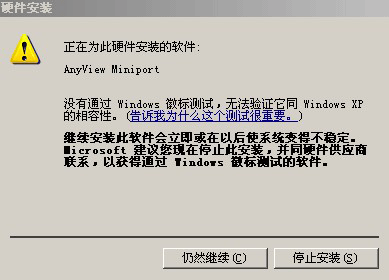 硬件安装
正在为此硬件安装的软件:
AnyView Miniport
没有通过 Windows 徽标测试，无法验证它同 Windows XP
的相容性。(告诉我为什么这个测试很重要。)
继续安装此软件会立即或在以后使系统变得不稳定。
Microsoft 建议您现在停止此安装，并同硬件供应商
联系，以获得通过 Windows 徽标测试的软件。
仍然继续(C)
停止安装(S)